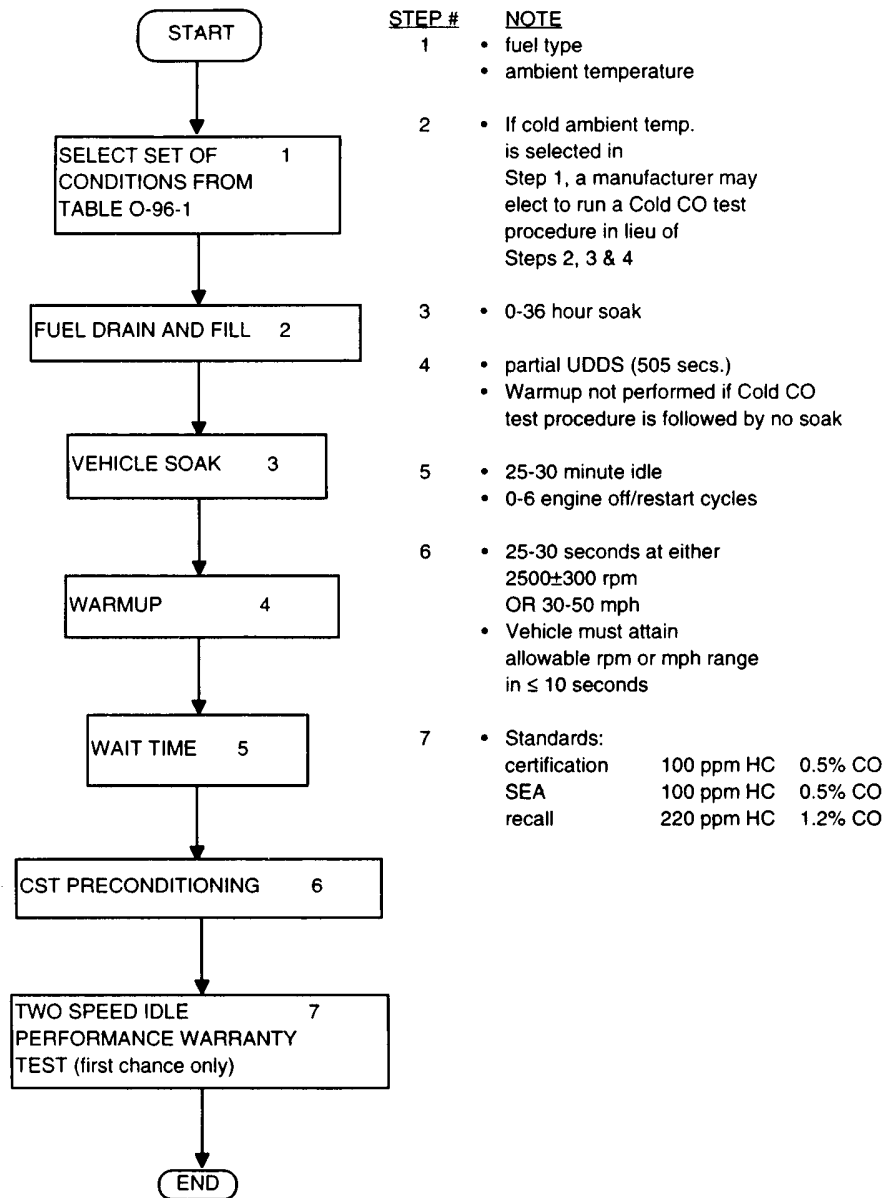 START
SELECT SET OF 1
CONDITIONS FROM
TABLE O-96-1
FUEL DRAIN AND FILL 2
VEHICLE SOAK 3
WARMUP 4
WAIT TIME 5
CST PRECONDITIONING 6
TWO SPEED IDLE 7
PERFORMANCE WARRANTY
TEST (first chance only)
END
STEP # NOTE
1 • fuel type
• ambient temperature
2 • If cold ambient temp.
is selected in
Step 1, a manufacturer may
elect to run a Cold CO test
procedure in lieu of
Steps 2, 3 & 4
3 • 0-36 hour soak
4 • partial UDDS (505 secs.)
• Warmup not performed if Cold CO
test procedure is followed by no soak
5 • 25-30 minute idle
• 0-6 engine off/restart cycles
6 • 25-30 seconds at either
2500±300 rpm
OR 30-50 mph
• Vehicle must attain
allowable rpm or mph range
in ≤ 10 seconds
7 • Standards:
certification 100 ppm HC 0.5% CO
SEA 100 ppm HC 0.5% CO
recall 220 ppm HC 1.2% CO